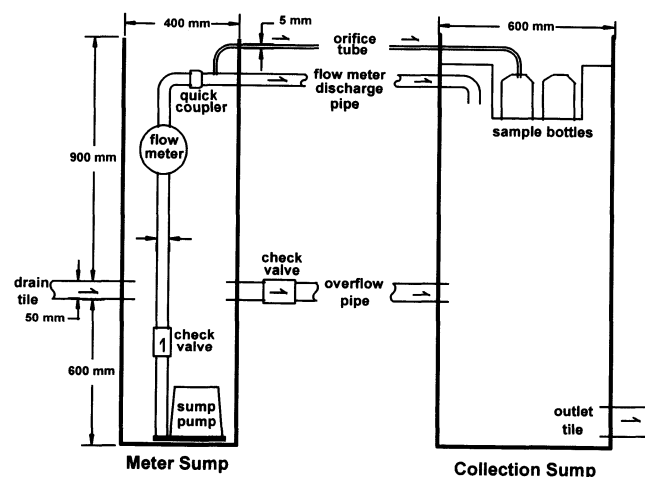 400 mm
5 mm
600 mm
orifice
tube
flow meter
discharge
pipe
quick
coupler
sample bottles
flow
meter
900 mm
check
valve
drain
tile
overflow
pipe
50 mm
check
valve
600 mm
sump
pump
outlet
tile
Meter Sump
Collection Sump